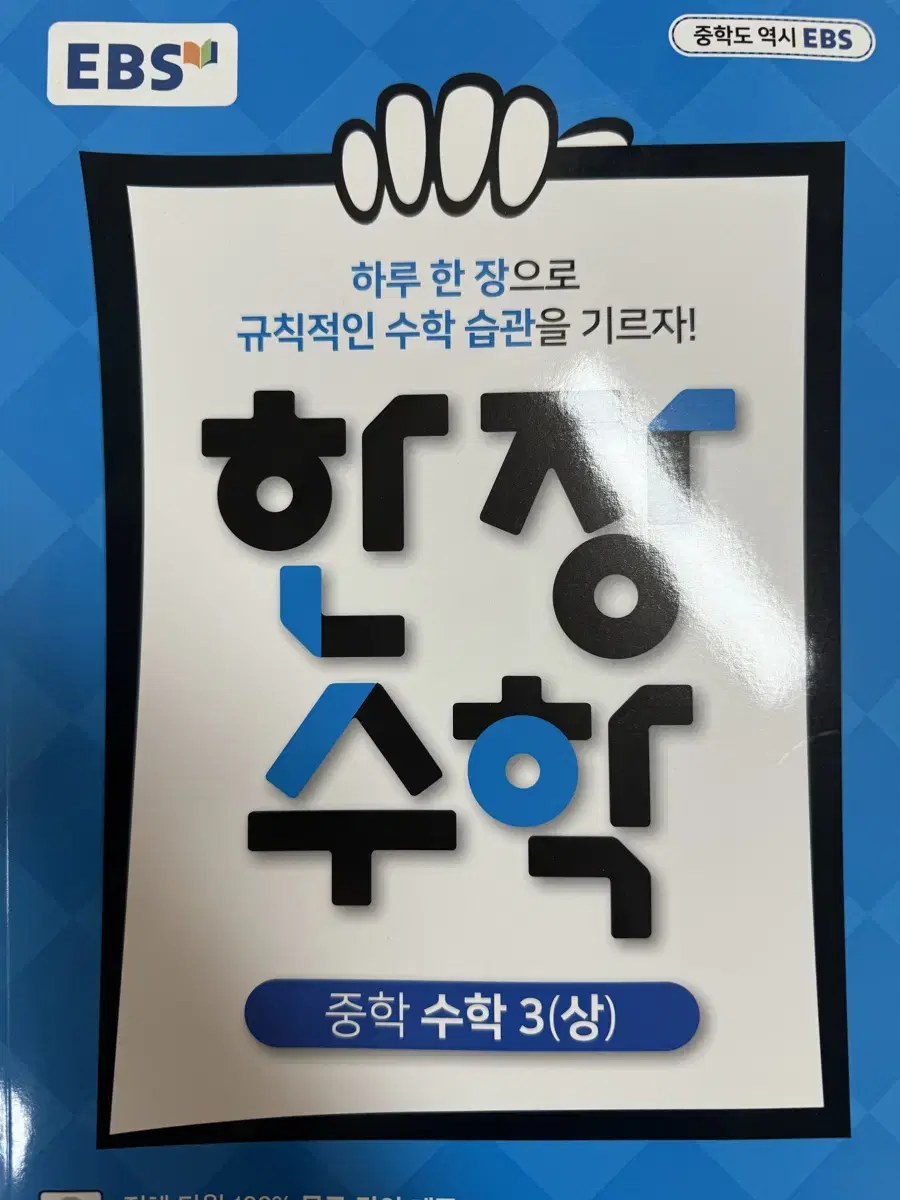 EBS
중학도 역시 EBS
하루 한 장으로
규칙적인 수학 습관을 기르자!
한 장
수학
중학 수학 3(상)
100%